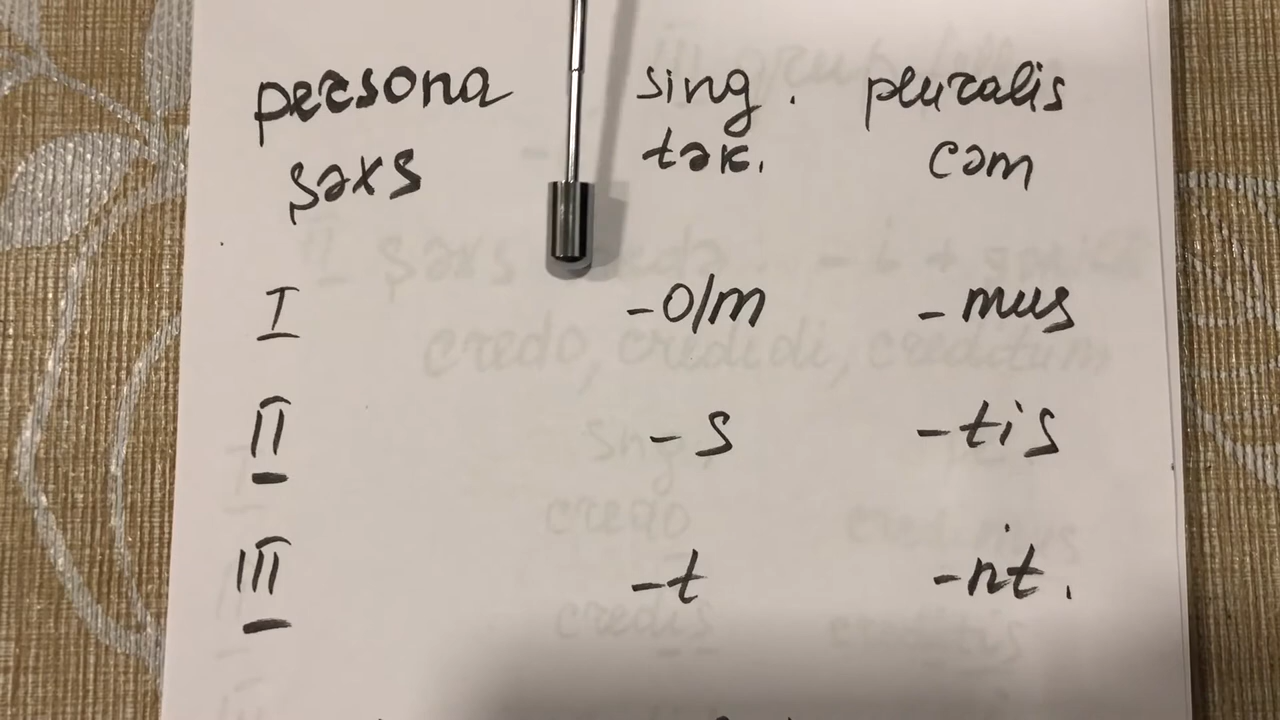 persona sing. pluralis
şəxs tək. cəm
I -o/m -mus
II -s -tis
III -t -nt.